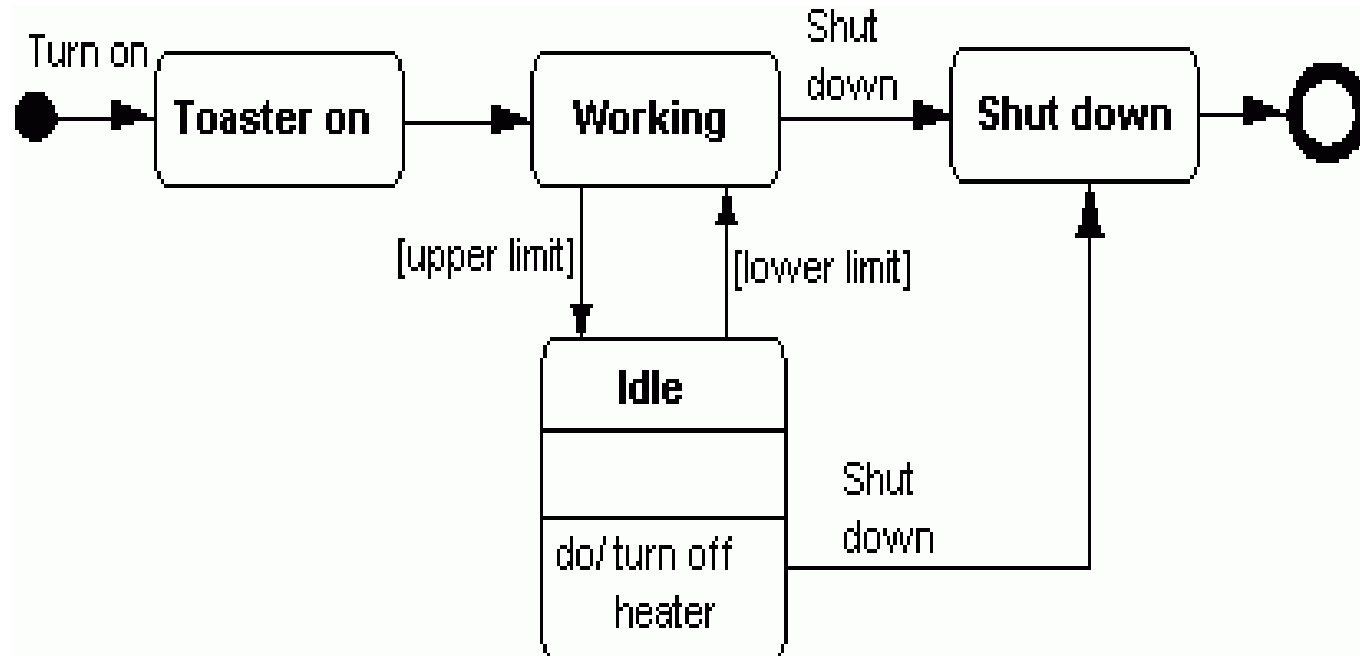 Turn on
Toaster on
Working
Shut
down
Shut down
[upper limit]
[lower limit]
Idle
do/ turn off
heater
Shut
down